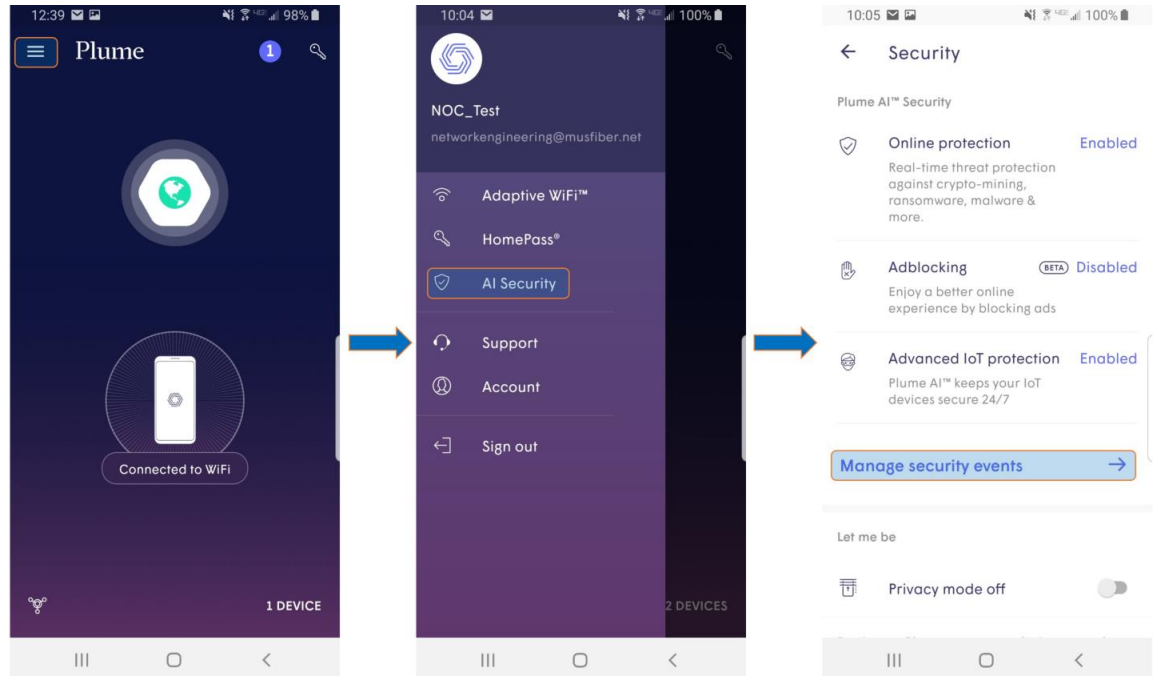 12:39
98%
Plume
1
Connected to WiFi
1 DEVICE
10:04
100%
NOC_Test
networkengineering@musfiber.net
Adaptive WiFi™
HomePass®
AI Security
Support
Account
Sign out
2 DEVICES
10:05
100%
Security
Plume AI™ Security
Online protection Enabled
Real-time threat protection
against crypto-mining,
ransomware, malware &
more.
Adblocking BETA Disabled
Enjoy a better online
experience by blocking ads
Advanced IoT protection Enabled
Plume AI™ keeps your IoT
devices secure 24/7
Manage security events
Let me be
Privacy mode off